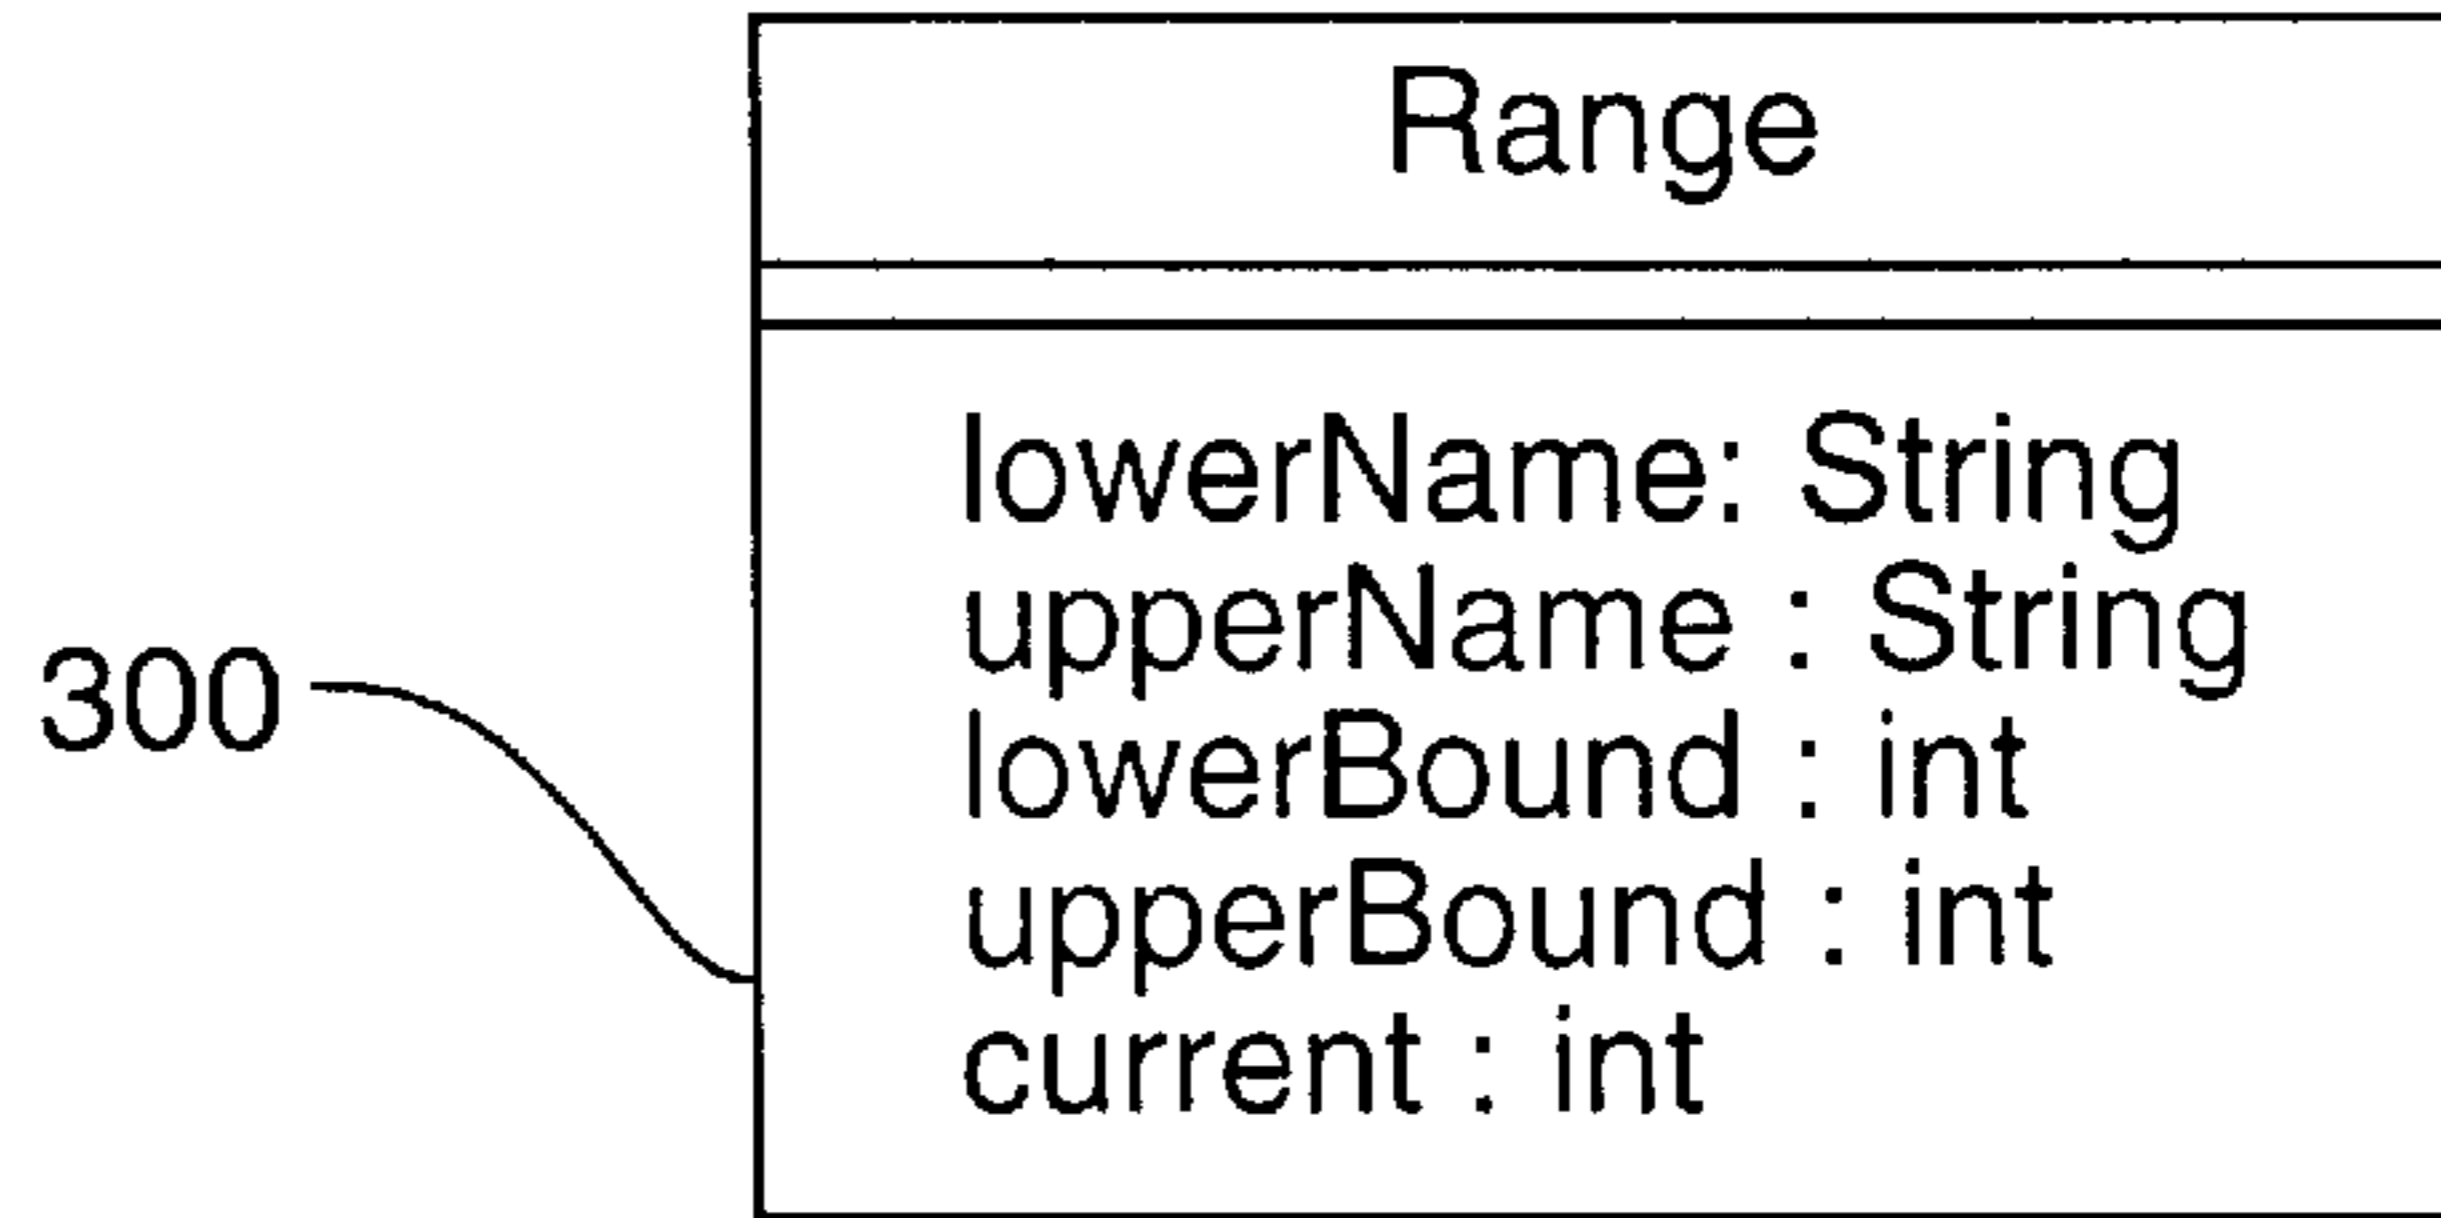 Range
lowerName: String
upperName : String
300
lowerBound : int
upperBound : int
current : int